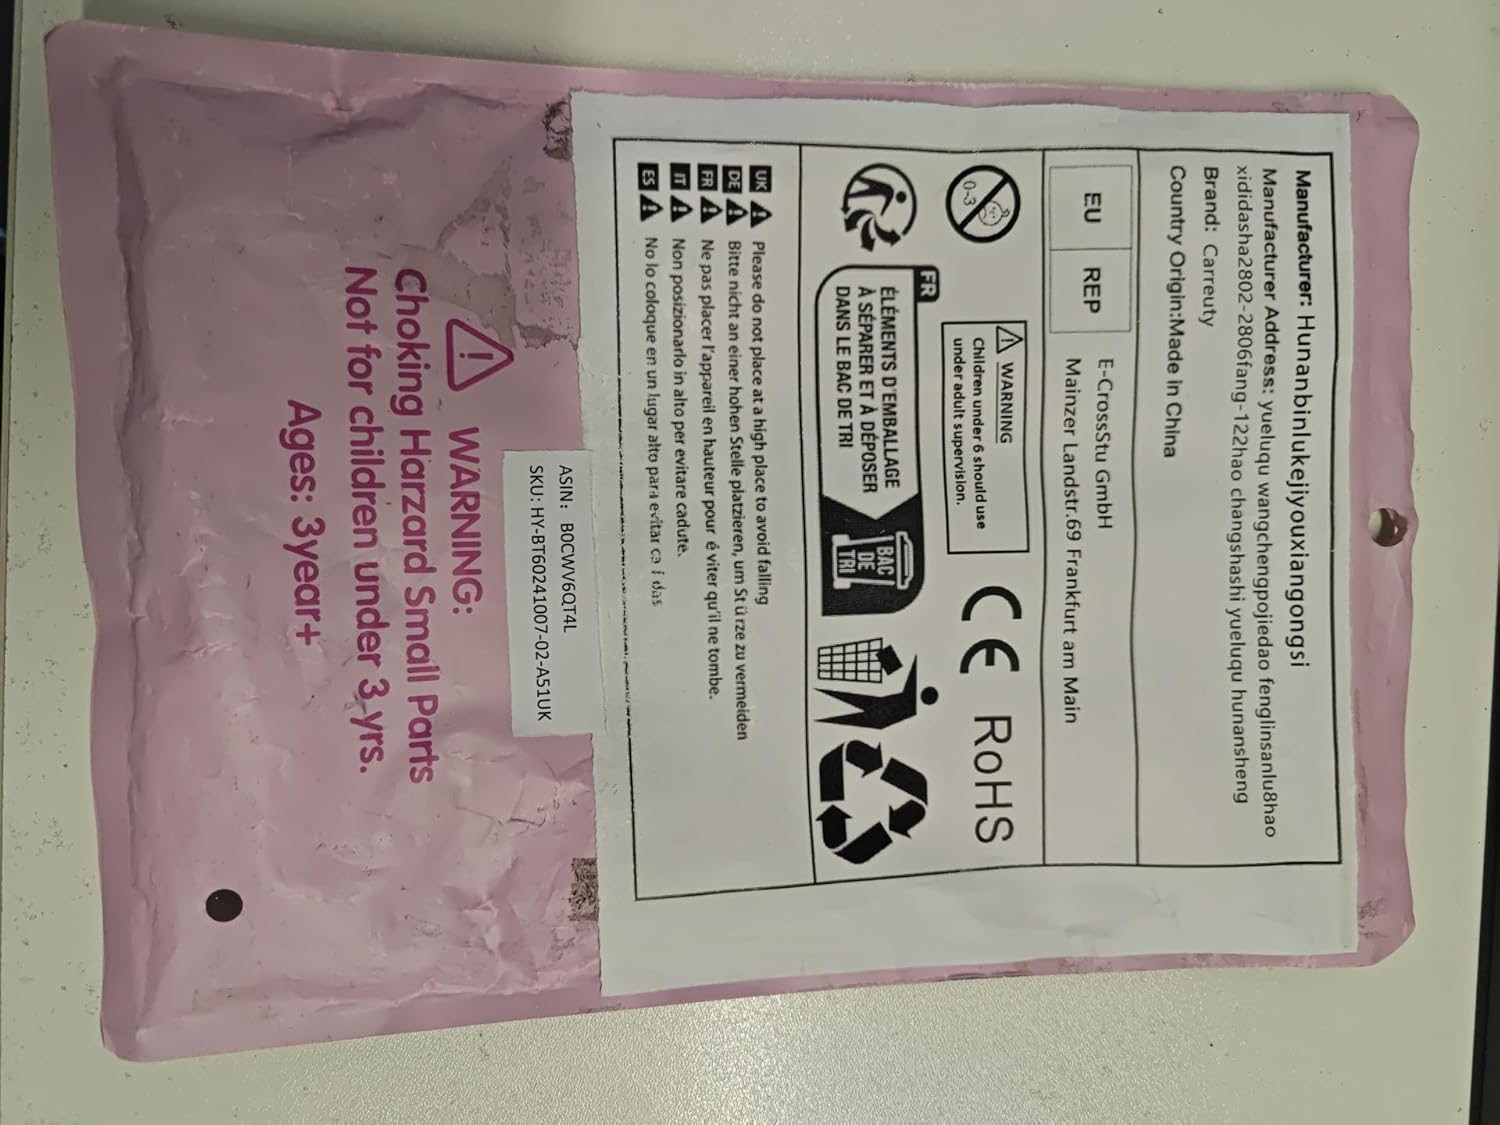 Manufacturer: Hunanbinlukejiyouxiangongsi
Manufacturer Address: yueluqu wangchengpojiedao fenglinsanlu8hao
xididasha2802-2806fang-122hao changshashi yueluqu hunansheng
Brand: Carreuty
Country Origin:Made in China
EU
REP
E-CrossStu GmbH
Mainzer Landstr.69 Frankfurt am Main
0-3
WARNING
Children under 6 should use
under adult supervision.
CE RoHS
FR
ÉLÉMENTS D'EMBALLAGE
À SÉPARER ET À DÉPOSER
DANS LE BAC DE TRI
BAC
DE
TRI
UK Please do not place at a high place to avoid falling
DE Bitte nicht an einer hohen Stelle platzieren, um St ü rze zu vermeiden
FR Ne pas placer l'appareil en hauteur pour é viter qu'il ne tombe.
IT Non posizionarlo in alto per evitare cadute.
ES No lo coloque en un lugar alto para evitar ca í das
ASIN: B0CWV6QT4L
SKU: HY-BT60241007-02-A51UK
WARNING:
Choking Harzard Small Parts
Not for children under 3 yrs.
Ages: 3year+